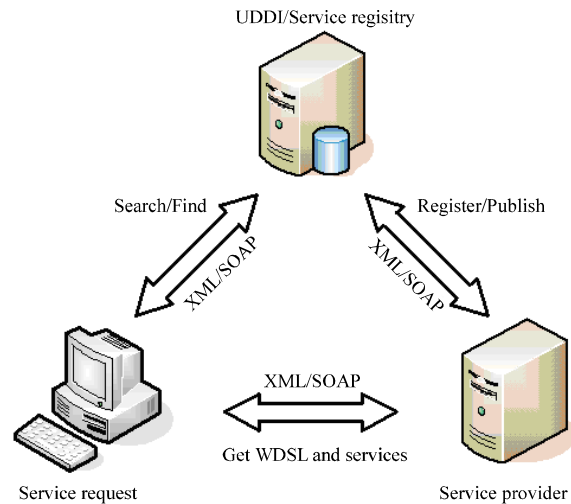 UDDI/Service regisitry
Search/Find
Register/Publish
XML/SOAP
XML/SOAP
XML/SOAP
Get WDSL and services
Service request
Service provider